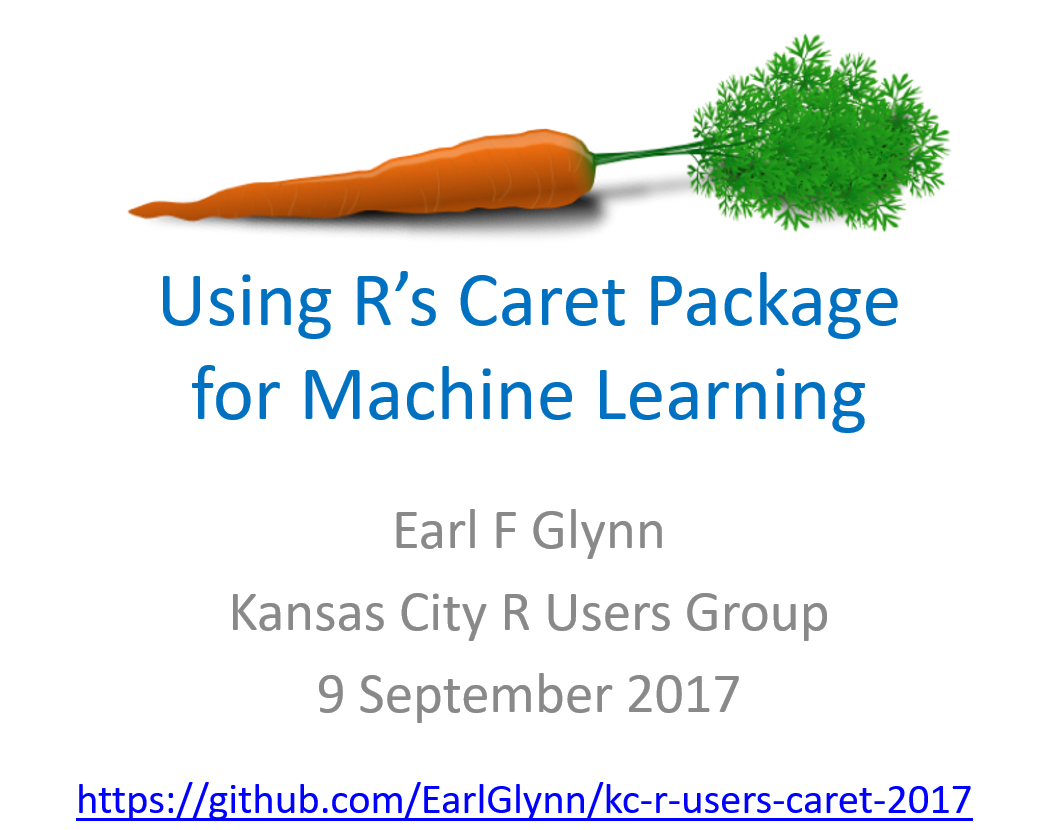 Using R’s Caret Package
for Machine Learning
Earl F Glynn
Kansas City R Users Group
9 September 2017
https://github.com/EarlGlynn/kc-r-users-caret-2017